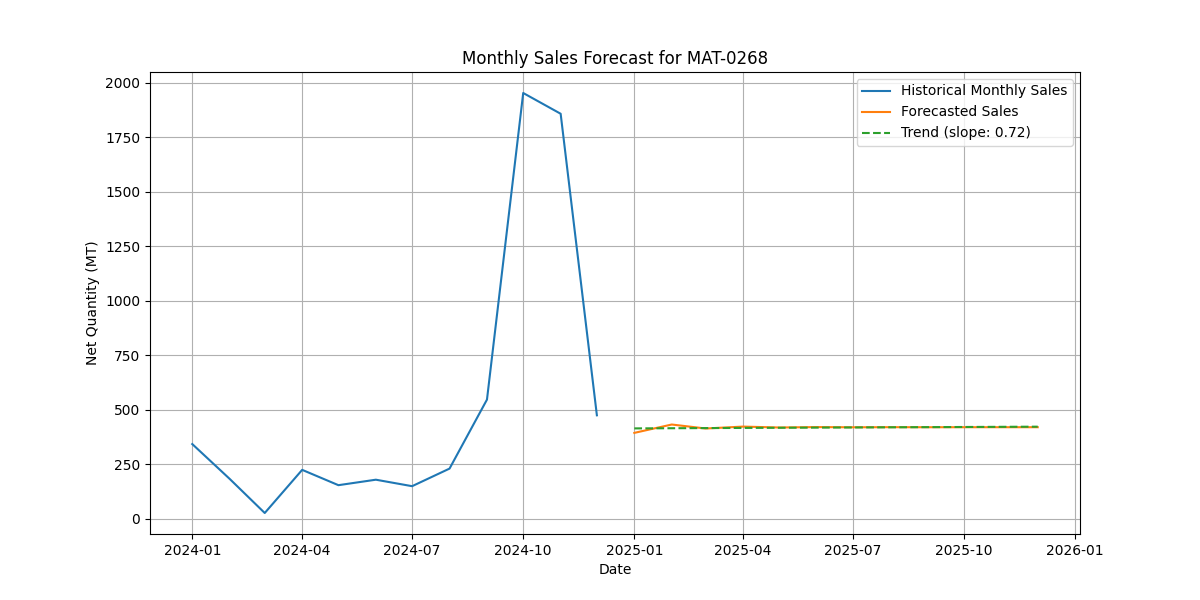 Monthly Sales Forecast for MAT-0268
Historical Monthly Sales
Forecasted Sales
Trend (slope: 0.72)
Net Quantity (MT)
2000
1750
1500
1250
1000
750
500
250
0
2024-01 2024-04 2024-07 2024-10 2025-01 2025-04 2025-07 2025-10 2026-01
Date